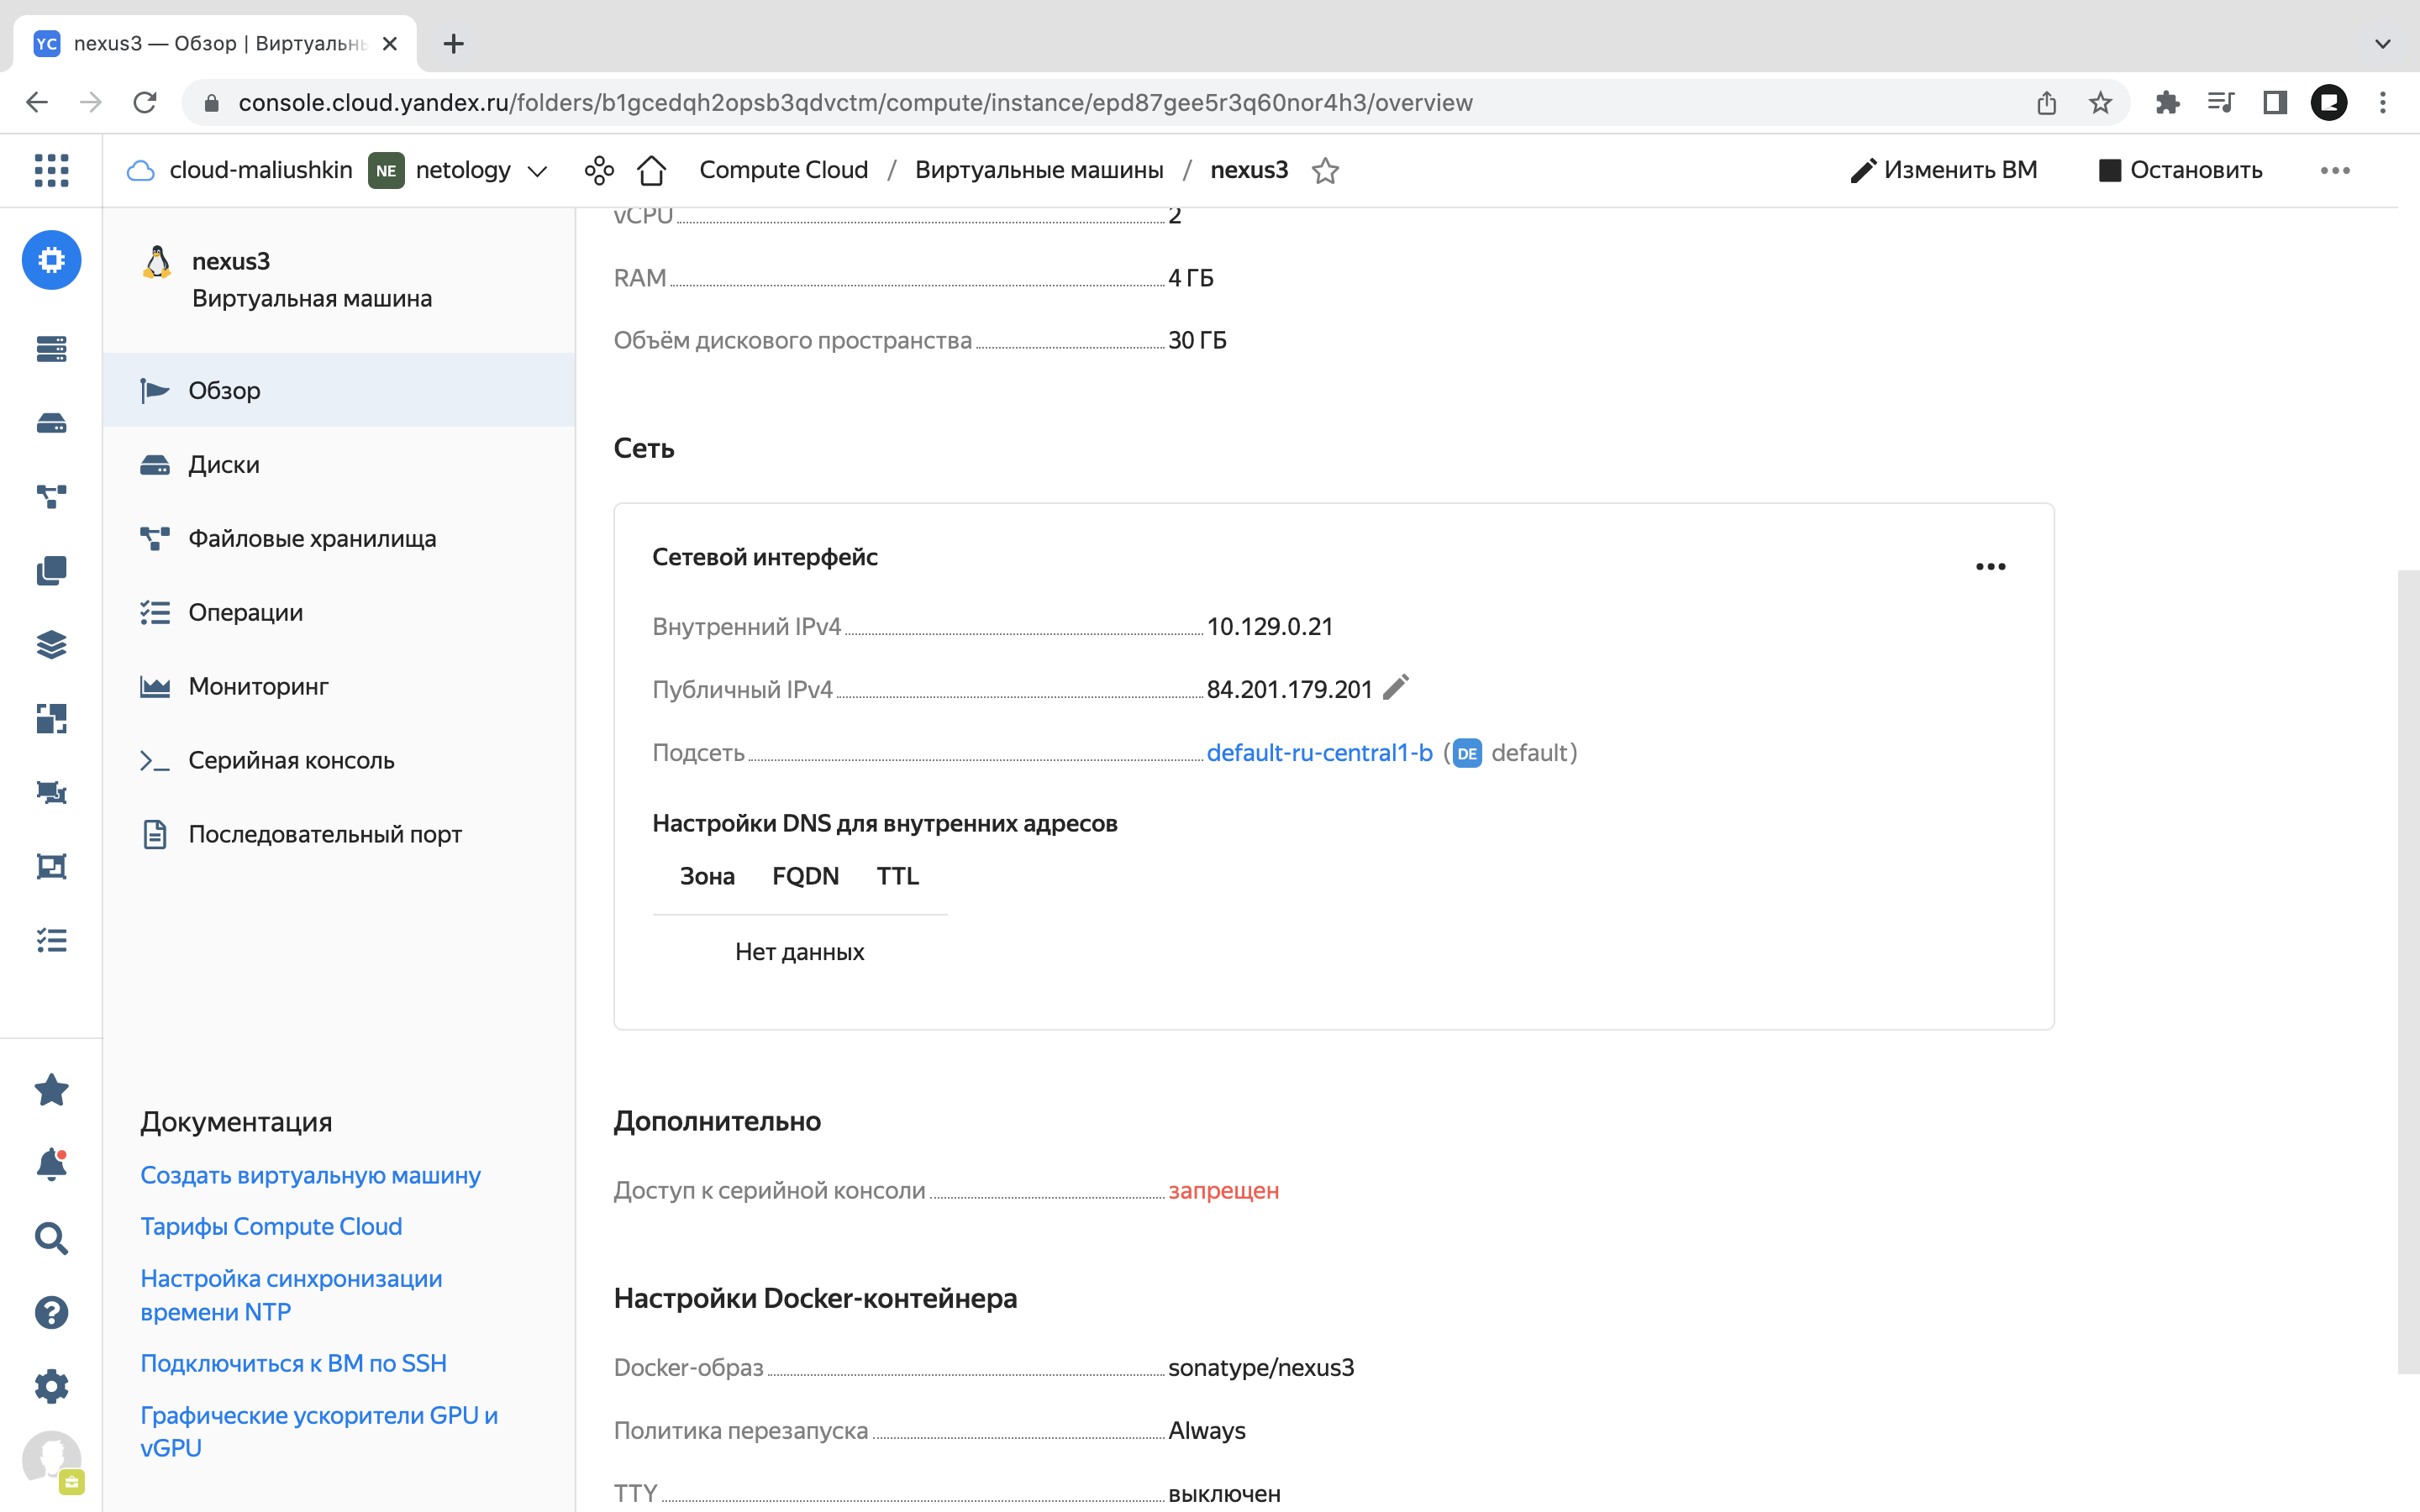 YC nexus3 — Обзор | Виртуальны
console.cloud.yandex.ru/folders/b1gcedqh2opsb3qdvctm/compute/instance/epd87gee5r3q60nor4h3/overview
cloud-maliushkin NE netology Compute Cloud / Виртуальные машины / nexus3 Изменить ВМ Остановить
nexus3
Виртуальная машина
Обзор
Диски
Файловые хранилища
Операции
Мониторинг
Серийная консоль
Последовательный порт
Документация
Создать виртуальную машину
Тарифы Compute Cloud
Настройка синхронизации
времени NTP
Подключиться к ВМ по SSH
Графические ускорители GPU и
vGPU
vCPU 2
RAM 4 ГБ
Объём дискового пространства 30 ГБ
Сеть
Сетевой интерфейс
Внутренний IPv4 10.129.0.21
Публичный IPv4 84.201.179.201
Подсеть default-ru-central1-b (DE default)
Настройки DNS для внутренних адресов
Зона FQDN TTL
Нет данных
Дополнительно
Доступ к серийной консоли запрещен
Настройки Docker-контейнера
Docker-образ sonatype/nexus3
Политика перезапуска Always
TTY выключен